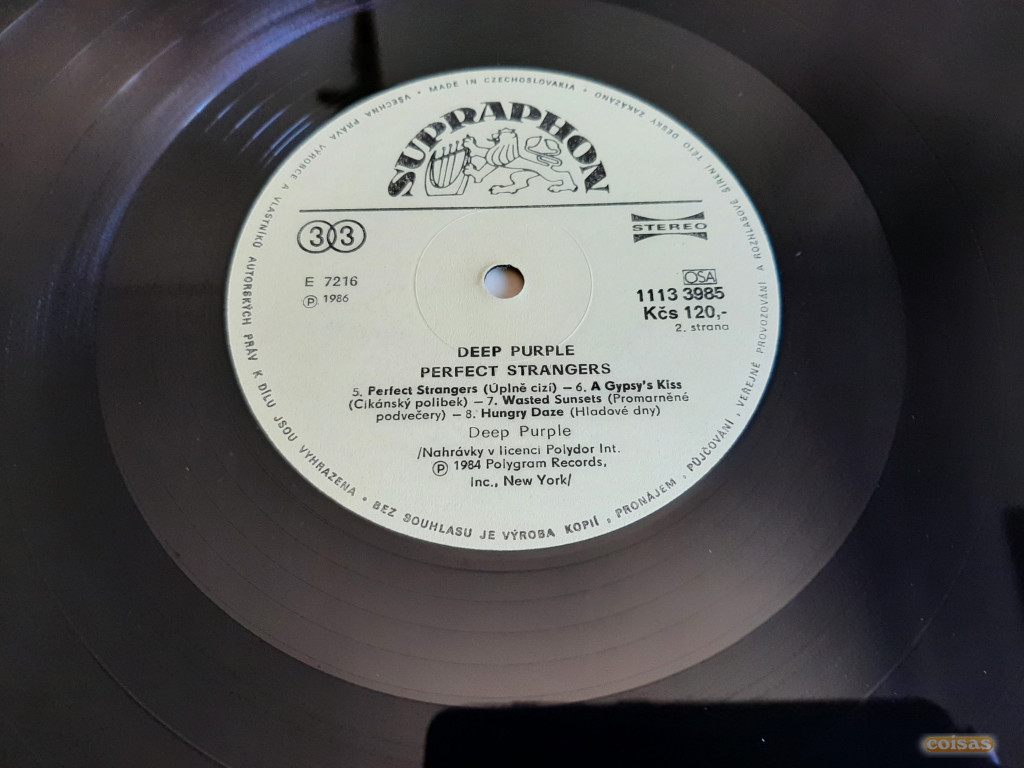 SUPRAPHON
33
STEREO
E 7216
Ⓟ 1986
OSA
1113 3985
Kčs 120,-
2. strana
DEEP PURPLE
PERFECT STRANGERS
5. Perfect Strangers (Úplně cizí) – 6. A Gypsy's Kiss
(Cikánský polibek) – 7. Wasted Sunsets (Promarněné
podvečery) – 8. Hungry Daze (Hladové dny)
Deep Purple
/Nahrávky v licenci Polydor Int.
Ⓟ 1984 Polygram Records,
Inc., New York/
• MADE IN CZECHOSLOVAKIA • VŠECHNA PRÁVA VÝROBCE A VLASTNÍKŮ AUTORSKÝCH PRÁV K DÍLU JSOU VYHRAZENA • BEZ SOUHLASU JE VÝROBA KOPIÍ, PRONÁJEM, PŮJČOVÁNÍ, VEŘEJNÉ PROVOZOVÁNÍ A ROZHLASOVÉ ŠÍŘENÍ TÉTO DESKY ZAKÁZÁNO
coisas